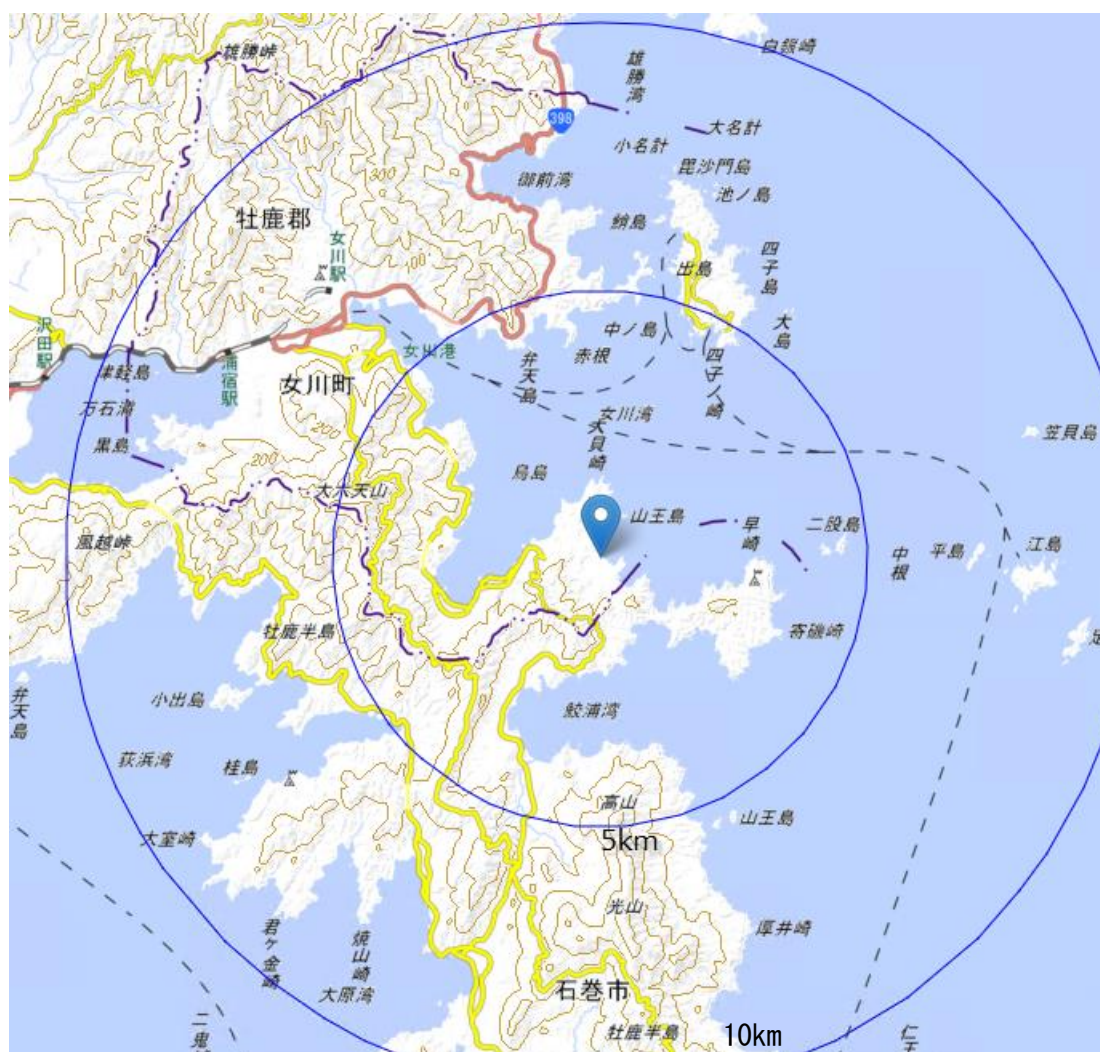 雄勝峠
白銀崎
雄勝湾
398
大名計
小名計
毘沙門島
御前湾
池ノ島
牡鹿郡
300
鮹島
女川駅
四子島
出島
100
大島
中ノ島
沢田駅
女川港
赤根
弁天島
四子ノ崎
津軽島
浦宿駅
女川町
万石浦
女川湾
200
大貝崎
笠貝島
黒島
200
烏島
大六天山
山王島
早崎
二股島
風越峠
中根
平島
江島
牡鹿半島
寄磯崎
弁天島
小出島
鮫浦湾
荻浜湾
桂島
高山
山王島
5km
大室崎
光山
君ヶ金崎
焼山崎
厚井崎
大原湾
石巻市
牡鹿半島
10km